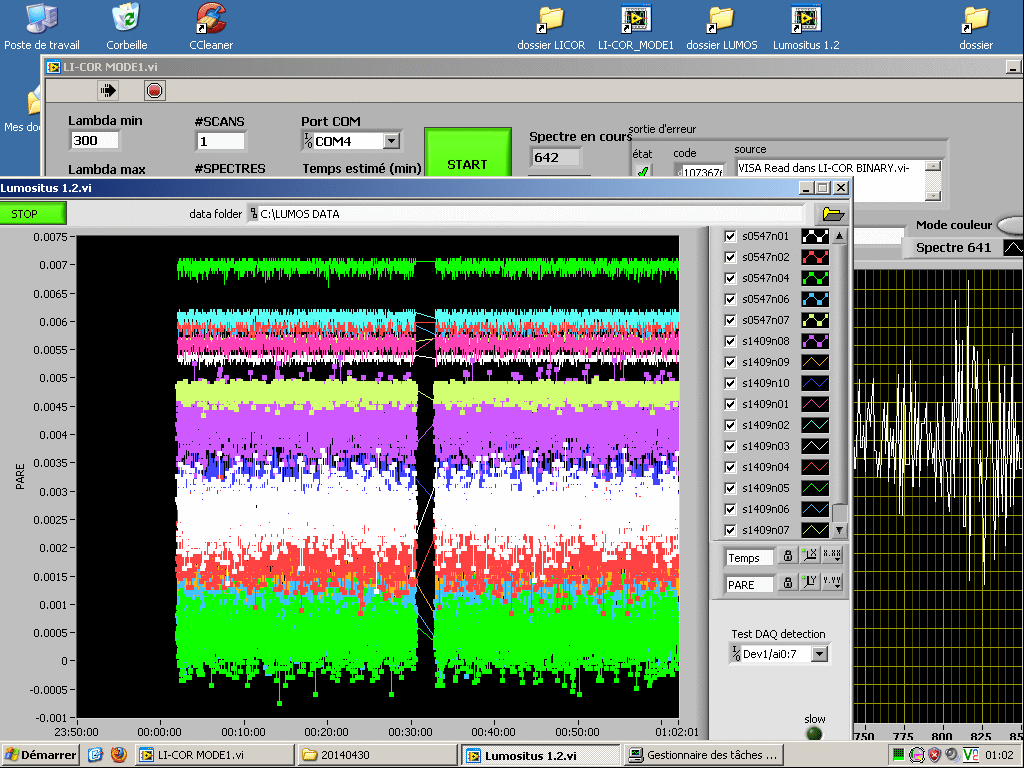 Poste de travail
Corbeille
CCleaner
dossier LICOR
LI-COR_MODE1
dossier LUMOS
Lumositus 1.2
dossier
LI-COR MODE1.vi
Lambda min
300
Lambda max
#SCANS
1
#SPECTRES
Port COM
COM4
Temps estimé (min)
START
Spectre en cours
642
sortie d'erreur
état
code
source
VISA Read dans LI-COR BINARY.vi-
Mode couleur
Spectre 641
Lumositus 1.2.vi
STOP
data folder
C:\LUMOS DATA
PARE
0.0075
0.007
0.0065
0.006
0.0055
0.005
0.0045
0.004
0.0035
0.003
0.0025
0.002
0.0015
0.001
0.0005
0
-0.0005
-0.001
23:50:00
00:00:00
00:10:00
00:20:00
00:30:00
00:40:00
00:50:00
01:02:01
s0547n01
s0547n02
s0547n04
s0547n06
s0547n07
s1409n08
s1409n09
s1409n10
s1409n01
s1409n02
s1409n03
s1409n04
s1409n05
s1409n06
s1409n07
Temps
PARE
Test DAQ detection
Dev1/ai0:7
slow
750
775
800
825
Démarrer
LI-COR MODE1.vi
20140430
Lumositus 1.2.vi
Gestionnaire des tâches ...
01:02